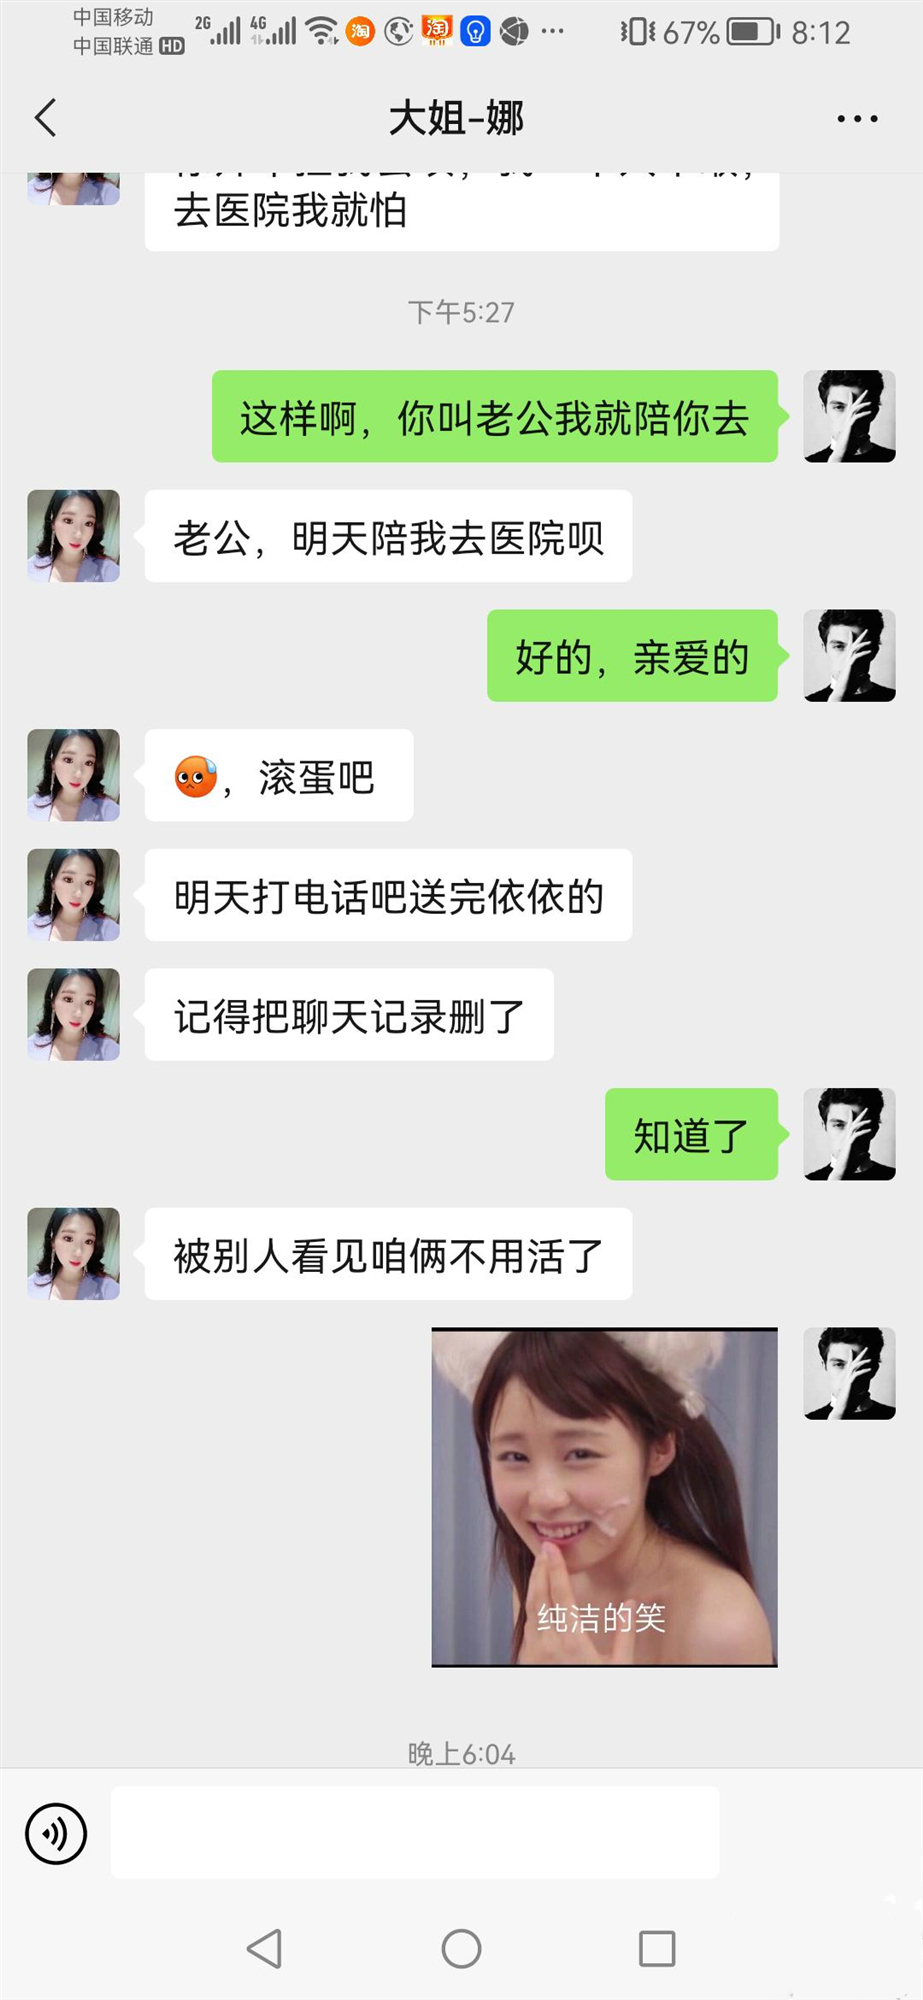 中国移动
中国联通 HD
2G
4G
淘
淘
67%
8:12
大姐-娜
去医院我就怕
下午5:27
这样啊，你叫老公我就陪你去
老公，明天陪我去医院呗
好的，亲爱的
，滚蛋吧
明天打电话吧送完依依的
记得把聊天记录删了
知道了
被别人看见咱俩不用活了
纯洁的笑
晚上6:04